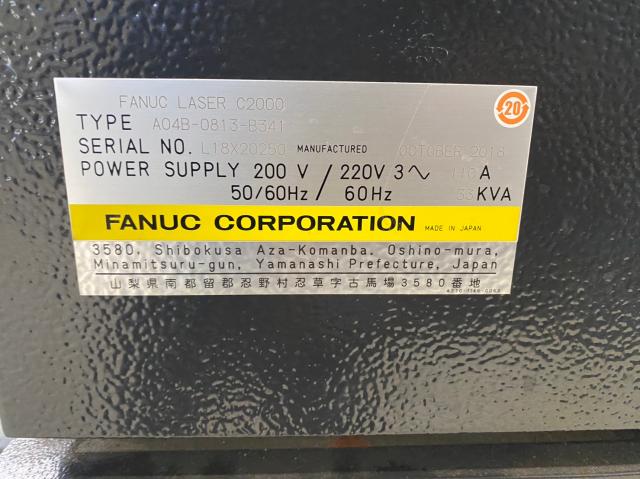 FANUC LASER C2000
TYPE A04B-0813-B341
SERIAL NO. L18X20250 MANUFACTURED OCTOBER 2018
POWER SUPPLY 200 V / 220V 3~ 110 A
50/60Hz / 60Hz 53 KVA
FANUC CORPORATION MADE IN JAPAN
3580, Shibokusa Aza-Komanba, Oshino-mura,
Minamitsuru-gun, Yamanashi Prefecture, Japan
山梨県南都留郡忍野村忍草字古馬場3580番地
20